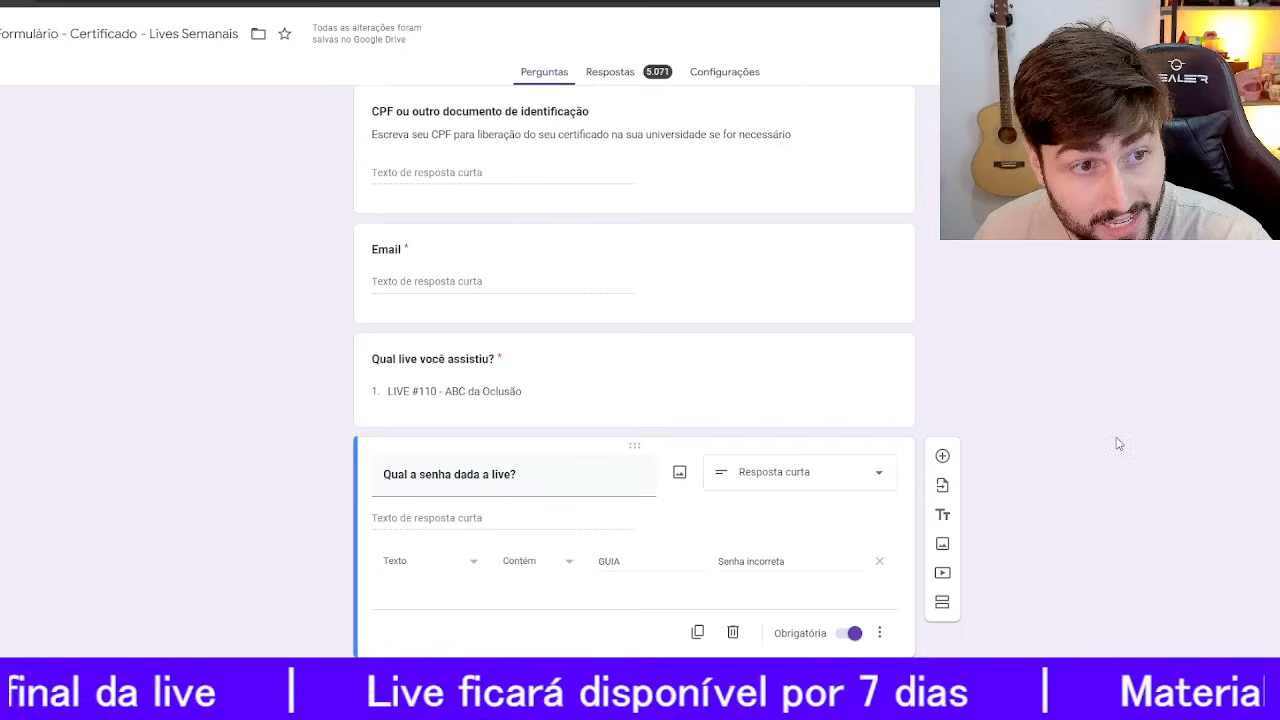 Formulário - Certificado - Lives Semanais
Todas as alterações foram
salvas no Google Drive
Perguntas
Respostas
5.071
Configurações
CPF ou outro documento de identificação
Escreva seu CPF para liberação do seu certificado na sua universidade se for necessário
Texto de resposta curta
Email *
Texto de resposta curta
Qual live você assistiu? *
1. LIVE #110 - ABC da Oclusão
Qual a senha dada a live?
Resposta curta
Texto de resposta curta
Texto
Contém
GUIA
Senha incorreta
Obrigatória
final da live | Live ficará disponível por 7 dias | Material